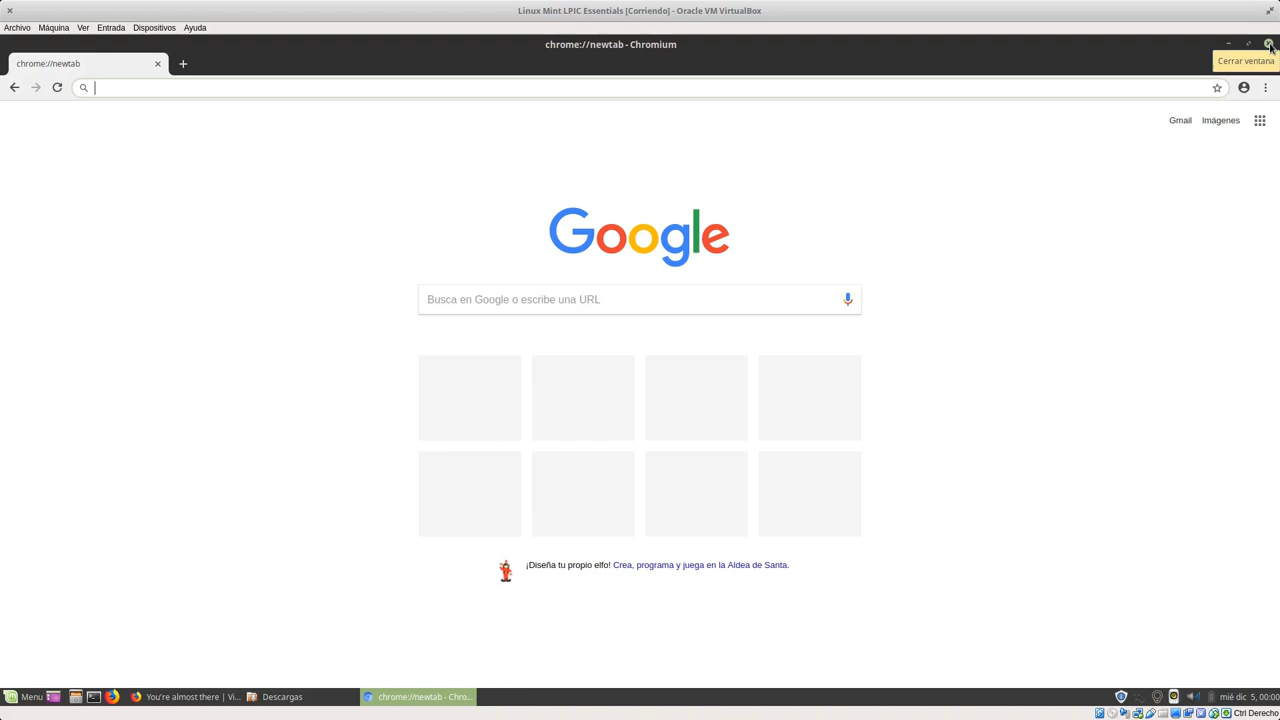 Linux Mint LPIC Essentials [Corriendo] - Oracle VM VirtualBox
Archivo Máquina Ver Entrada Dispositivos Ayuda
chrome://newtab - Chromium
chrome://newtab
Cerrar ventana
Gmail Imágenes
Google
Busca en Google o escribe una URL
¡Diseña tu propio elfo! Crea, programa y juega en la Aldea de Santa.
Menu You're almost there | Vi... Descargas chrome://newtab - Chro... mié dic 5, 00:00
Ctrl Derecho